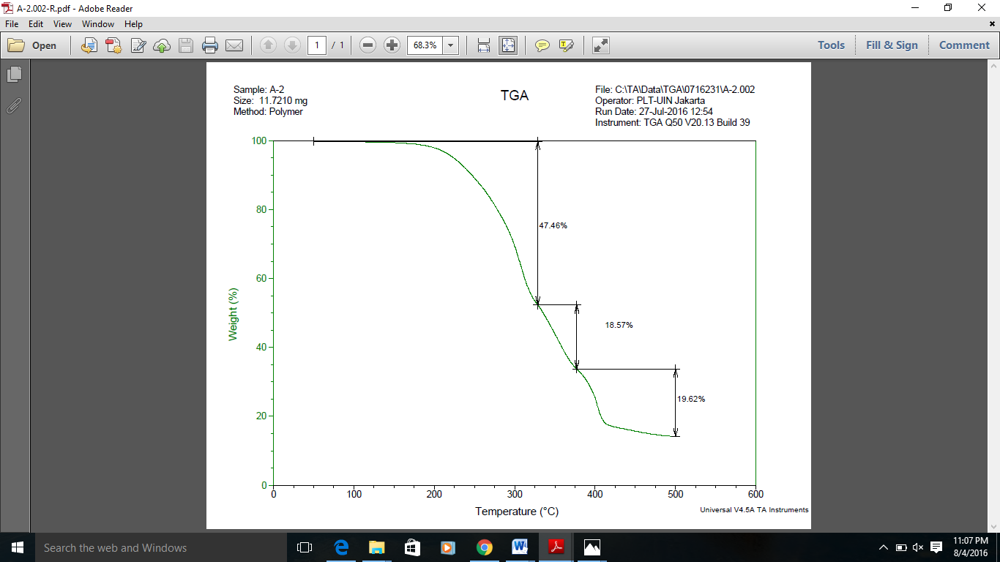 A-2.002-R.pdf - Adobe Reader
File Edit View Window Help
Open 1 / 1 68.3% Tools Fill & Sign Comment
Sample: A-2
Size: 11.7210 mg
Method: Polymer
TGA
File: C:\TA\Data\TGA\0716231\A-2.002
Operator: PLT-UIN Jakarta
Run Date: 27-Jul-2016 12:54
Instrument: TGA Q50 V20.13 Build 39
100
80
60
40
20
0
Weight (%)
47.46%
18.57%
19.62%
0 100 200 300 400 500 600
Temperature (°C)
Universal V4.5A TA Instruments
Search the web and Windows
11:07 PM
8/4/2016